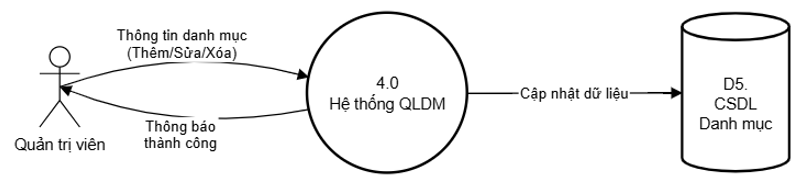 Thông tin danh mục
(Thêm/Sửa/Xóa)
Thông báo
thành công
Quản trị viên
4.0
Hệ thống QLDM
Cập nhật dữ liệu
D5.
CSDL
Danh mục